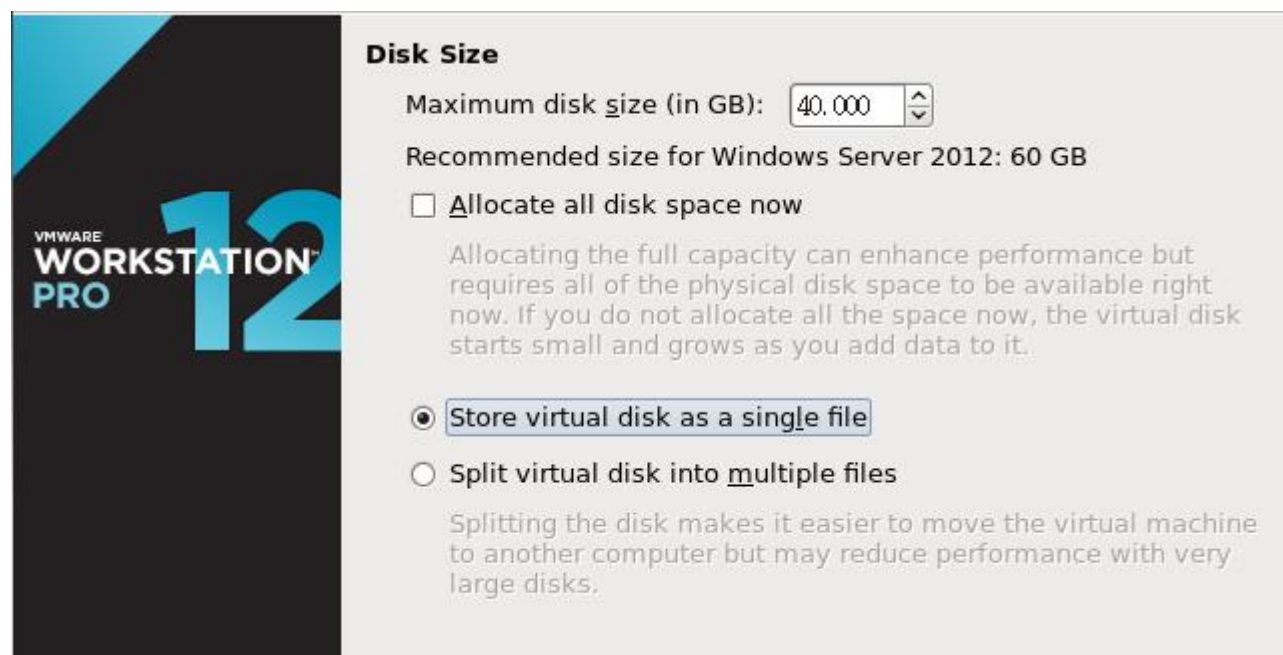 VMWARE
WORKSTATION™
PRO
12
Disk Size
Maximum disk size (in GB): 40.000
Recommended size for Windows Server 2012: 60 GB
Allocate all disk space now
Allocating the full capacity can enhance performance but
requires all of the physical disk space to be available right
now. If you do not allocate all the space now, the virtual disk
starts small and grows as you add data to it.
Store virtual disk as a single file
Split virtual disk into multiple files
Splitting the disk makes it easier to move the virtual machine
to another computer but may reduce performance with very
large disks.